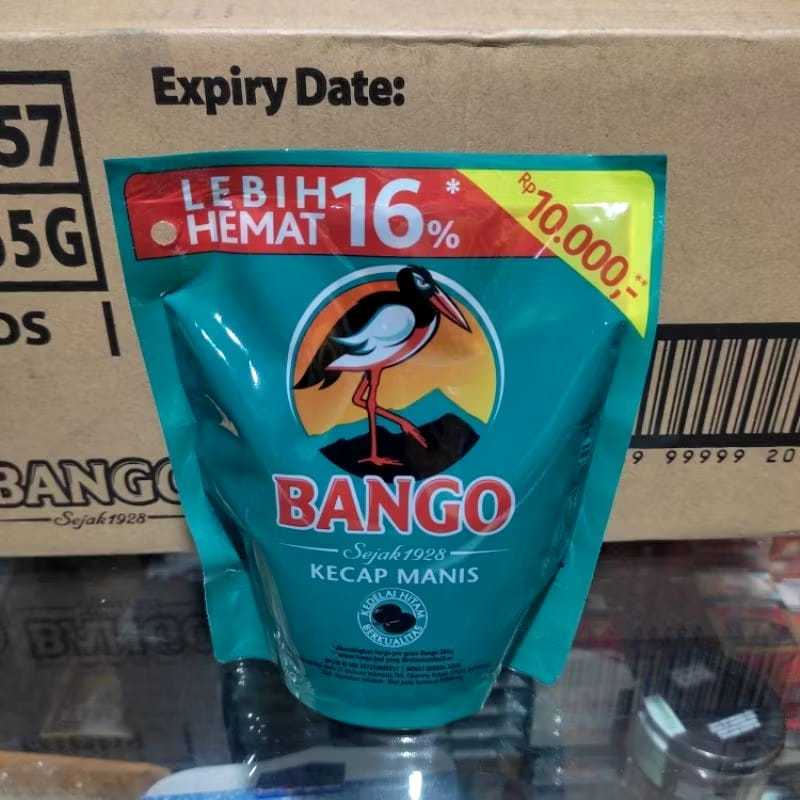 Expiry Date:
57
55G
DS |
BANGO
Sejak 1928
9 99999 20
LEBIH
HEMAT 16%*
Rp 10.000,-**
BANGO
Sejak 1928
KECAP MANIS
KEDELAI HITAM
BERKUALITAS